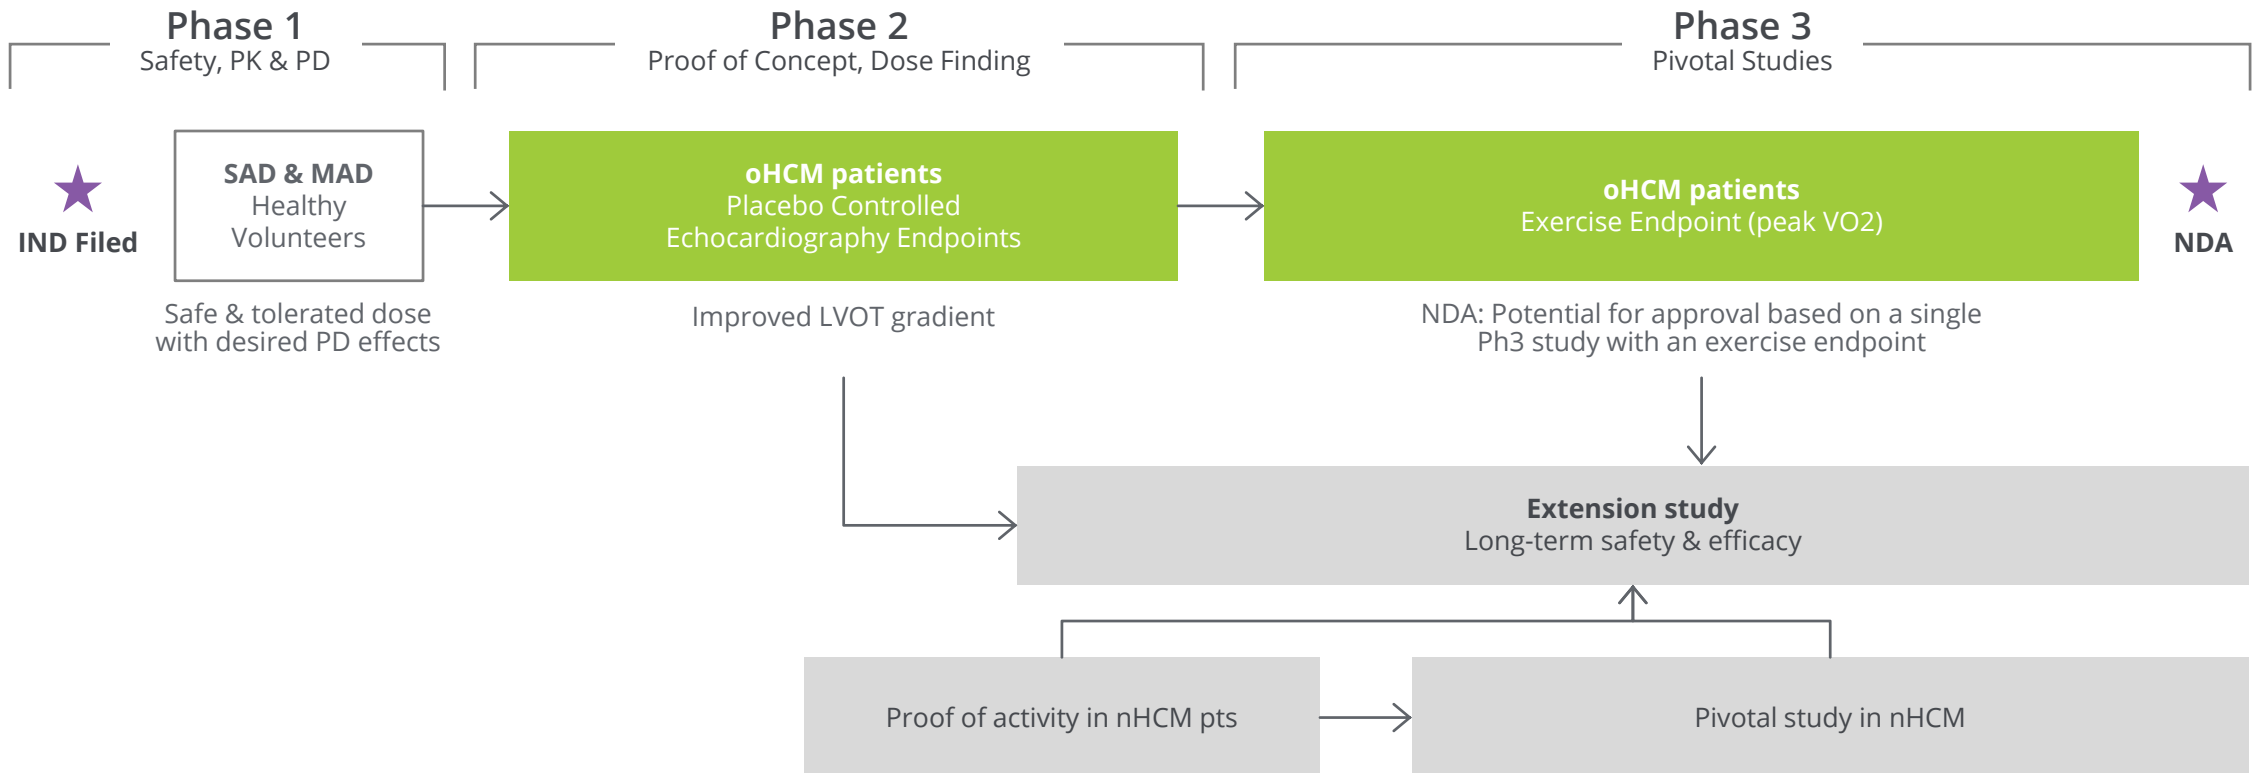 Phase 1
Safety, PK & PD
Phase 2
Proof of Concept, Dose Finding
Phase 3
Pivotal Studies
IND Filed
SAD & MAD
Healthy
Volunteers
Safe & tolerated dose
with desired PD effects
oHCM patients
Placebo Controlled
Echocardiography Endpoints
Improved LVOT gradient
oHCM patients
Exercise Endpoint (peak VO2)
NDA: Potential for approval based on a single
Ph3 study with an exercise endpoint
NDA
Extension study
Long-term safety & efficacy
Proof of activity in nHCM pts
Pivotal study in nHCM